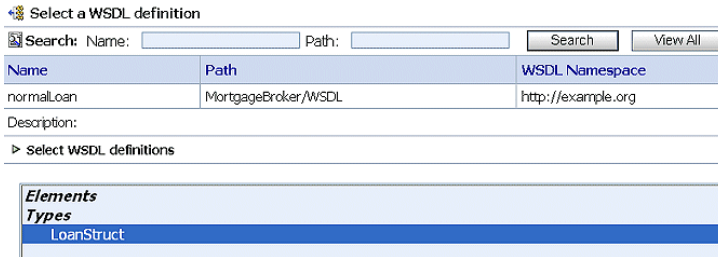 Select a WSDL definition
Search: Name: Path: Search View All
Name Path WSDL Namespace
normalLoan MortgageBroker/WSDL http://example.org
Description:
Select WSDL definitions
Elements
Types
LoanStruct